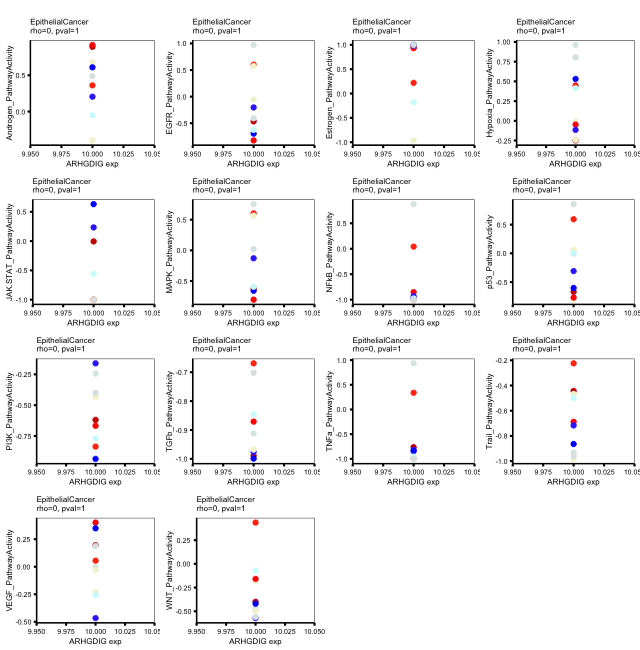 EpithelialCancer
rho=0, pval=1
Androgen_PathwayActivity
0.5
0.0
9.950 9.975 10.000 10.025 10.05
ARHGDIG exp
EpithelialCancer
rho=0, pval=1
EGFR_PathwayActivity
1.0
0.5
0.0
-0.5
9.950 9.975 10.000 10.025 10.05
ARHGDIG exp
EpithelialCancer
rho=0, pval=1
Estrogen_PathwayActivity
1.0
0.5
0.0
-0.5
-1.0
9.950 9.975 10.000 10.025 10.05
ARHGDIG exp
EpithelialCancer
rho=0, pval=1
Hypoxia_PathwayActivity
1.00
0.75
0.50
0.25
0.00
-0.25
9.950 9.975 10.000 10.025 10.05
ARHGDIG exp
EpithelialCancer
rho=0, pval=1
JAK.STAT_PathwayActivity
0.5
0.0
-0.5
-1.0
9.950 9.975 10.000 10.025 10.05
ARHGDIG exp
EpithelialCancer
rho=0, pval=1
MAPK_PathwayActivity
0.5
0.0
-0.5
9.950 9.975 10.000 10.025 10.05
ARHGDIG exp
EpithelialCancer
rho=0, pval=1
NFkB_PathwayActivity
0.5
0.0
-0.5
-1.0
9.950 9.975 10.000 10.025 10.05
ARHGDIG exp
EpithelialCancer
rho=0, pval=1
p53_PathwayActivity
0.5
0.0
-0.5
9.950 9.975 10.000 10.025 10.05
ARHGDIG exp
EpithelialCancer
rho=0, pval=1
PI3K_PathwayActivity
-0.25
-0.50
-0.75
9.950 9.975 10.000 10.025 10.05
ARHGDIG exp
EpithelialCancer
rho=0, pval=1
TGFb_PathwayActivity
-0.7
-0.8
-0.9
-1.0
9.950 9.975 10.000 10.025 10.05
ARHGDIG exp
EpithelialCancer
rho=0, pval=1
TNFa_PathwayActivity
1.0
0.5
0.0
-0.5
-1.0
9.950 9.975 10.000 10.025 10.05
ARHGDIG exp
EpithelialCancer
rho=0, pval=1
Trail_PathwayActivity
-0.2
-0.4
-0.6
-0.8
-1.0
9.950 9.975 10.000 10.025 10.05
ARHGDIG exp
EpithelialCancer
rho=0, pval=1
VEGF_PathwayActivity
0.25
0.00
-0.25
-0.50
9.950 9.975 10.000 10.025 10.05
ARHGDIG exp
EpithelialCancer
rho=0, pval=1
WNT_PathwayActivity
0.25
0.00
-0.25
-0.50
9.950 9.975 10.000 10.025 10.050
ARHGDIG exp